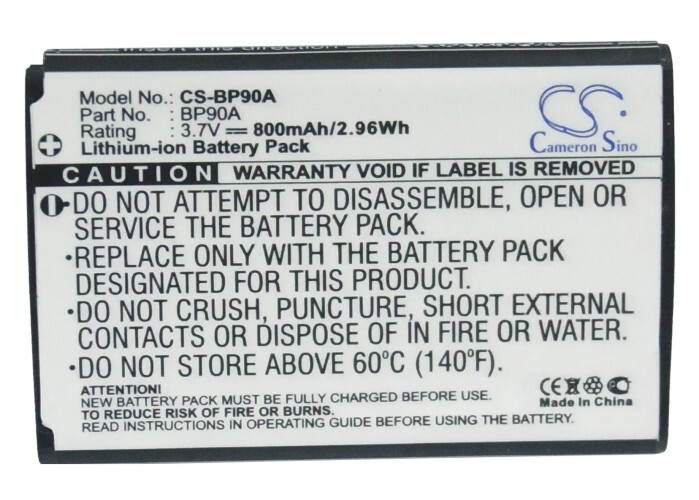 Model No.: CS-BP90A
Part No. : BP90A
Rating : 3.7V ⎓ 800mAh/2.96Wh
Lithium-ion Battery Pack
CS
Cameron Sino
CAUTION WARRANTY VOID IF LABEL IS REMOVED
•DO NOT ATTEMPT TO DISASSEMBLE, OPEN OR
SERVICE THE BATTERY PACK.
•REPLACE ONLY WITH THE BATTERY PACK
DESIGNATED FOR THIS PRODUCT.
•DO NOT CRUSH, PUNCTURE, SHORT EXTERNAL
CONTACTS OR DISPOSE OF IN FIRE OR WATER.
•DO NOT STORE ABOVE 60°C (140°F).
ATTENTION!
NEW BATTERY PACK MUST BE FULLY CHARGED BEFORE USE
TO REDUCE RISK OF FIRE OR BURNS.
READ INSTRUCTIONS IN OPERATING GUIDE BEFORE USING THE BATTERY.
CE
Made In China